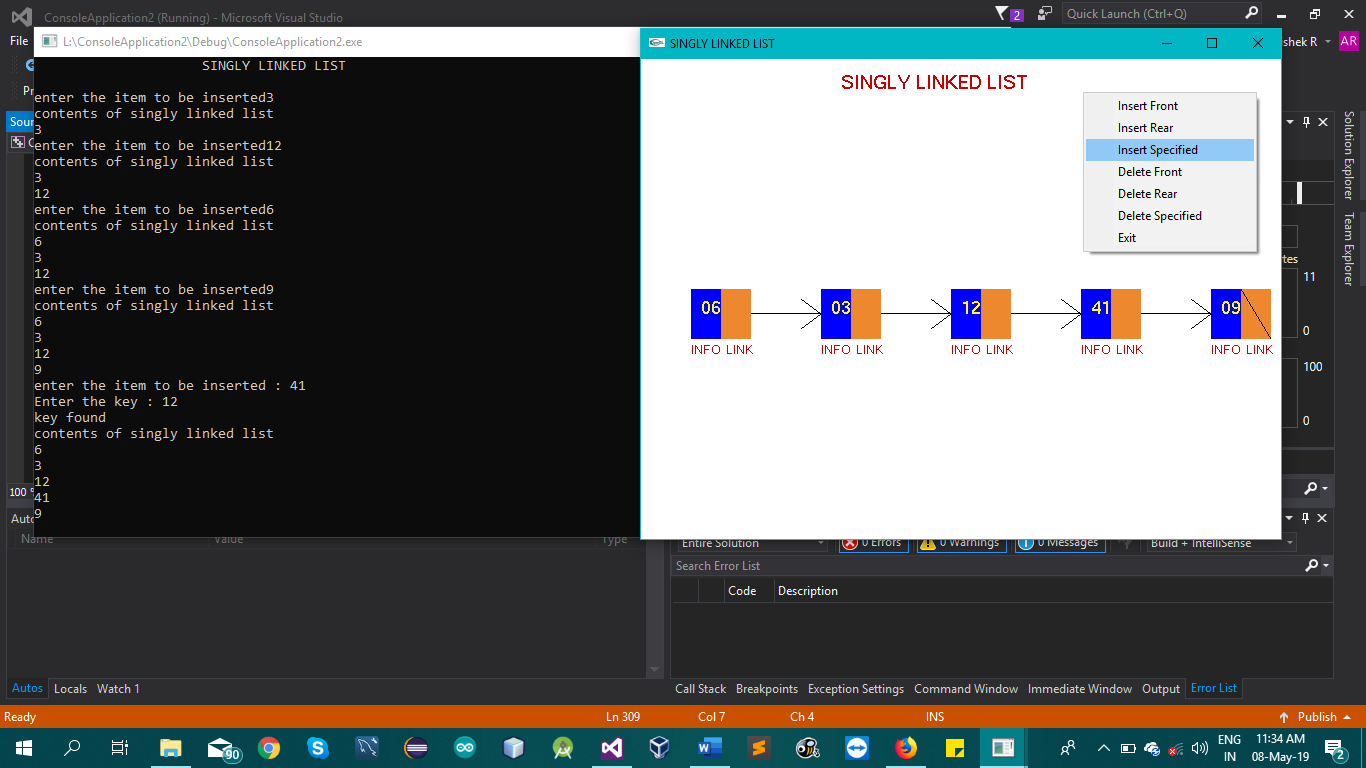 ConsoleApplication2 (Running) - Microsoft Visual Studio
2
Quick Launch (Ctrl+Q)
File
shek R
AR
L:\ConsoleApplication2\Debug\ConsoleApplication2.exe
SINGLY LINKED LIST
enter the item to be inserted3
contents of singly linked list
3
enter the item to be inserted12
contents of singly linked list
3
12
enter the item to be inserted6
contents of singly linked list
6
3
12
enter the item to be inserted9
contents of singly linked list
6
3
12
9
enter the item to be inserted : 41
Enter the key : 12
key found
contents of singly linked list
6
3
12
41
9
SINGLY LINKED LIST
SINGLY LINKED LIST
Insert Front
Insert Rear
Insert Specified
Delete Front
Delete Rear
Delete Specified
Exit
06 03 12 41 09
INFO LINK INFO LINK INFO LINK INFO LINK INFO LINK
Pr
Sour
100 %
Auto
Solution Explorer
Team Explorer
tes
11
0
100
0
Name Value Type
Entire Solution 0 Errors 0 Warnings 0 Messages Build + IntelliSense
Search Error List
Code Description
Autos Locals Watch 1
Call Stack Breakpoints Exception Settings Command Window Immediate Window Output Error List
Ready Ln 309 Col 7 Ch 4 INS Publish
90
ENG
IN
11:34 AM
08-May-19
2